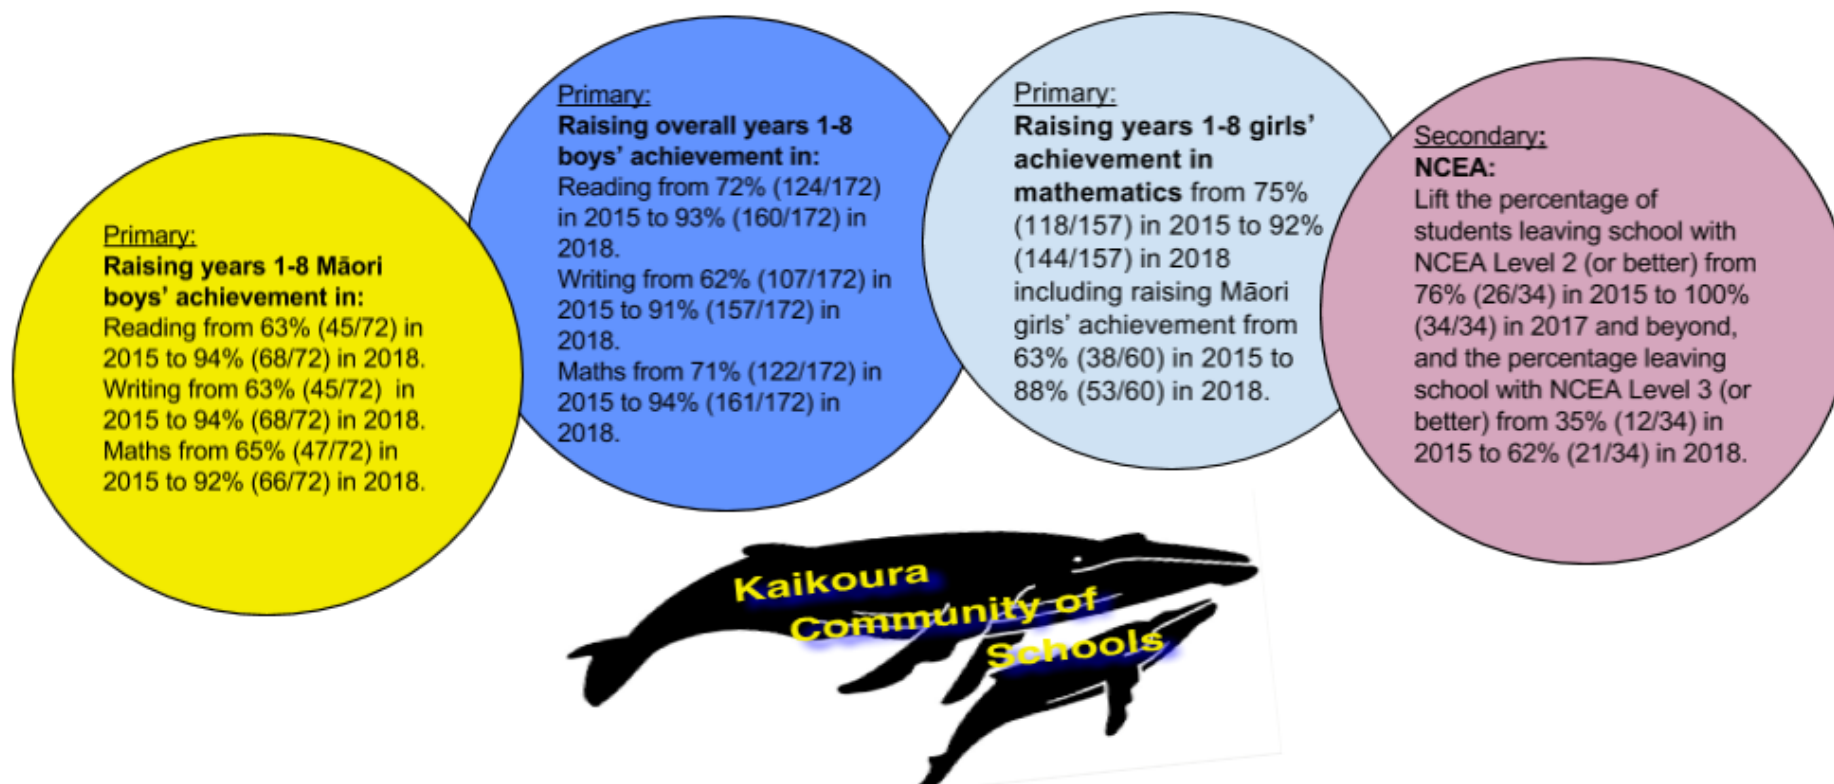 Primary:
Raising years 1-8 Māori
boys’ achievement in:
Reading from 63% (45/72) in
2015 to 94% (68/72) in 2018.
Writing from 63% (45/72) in
2015 to 94% (68/72) in 2018.
Maths from 65% (47/72) in
2015 to 92% (66/72) in 2018.
Primary:
Raising overall years 1-8
boys’ achievement in:
Reading from 72% (124/172)
in 2015 to 93% (160/172) in
2018.
Writing from 62% (107/172) in
2015 to 91% (157/172) in
2018.
Maths from 71% (122/172) in
2015 to 94% (161/172) in
2018.
Primary:
Raising years 1-8 girls’
achievement in
mathematics from 75%
(118/157) in 2015 to 92%
(144/157) in 2018
including raising Māori
girls’ achievement from
63% (38/60) in 2015 to
88% (53/60) in 2018.
Secondary:
NCEA:
Lift the percentage of
students leaving school with
NCEA Level 2 (or better) from
76% (26/34) in 2015 to 100%
(34/34) in 2017 and beyond,
and the percentage leaving
school with NCEA Level 3 (or
better) from 35% (12/34) in
2015 to 62% (21/34) in 2018.
Kaikoura
Community of
Schools